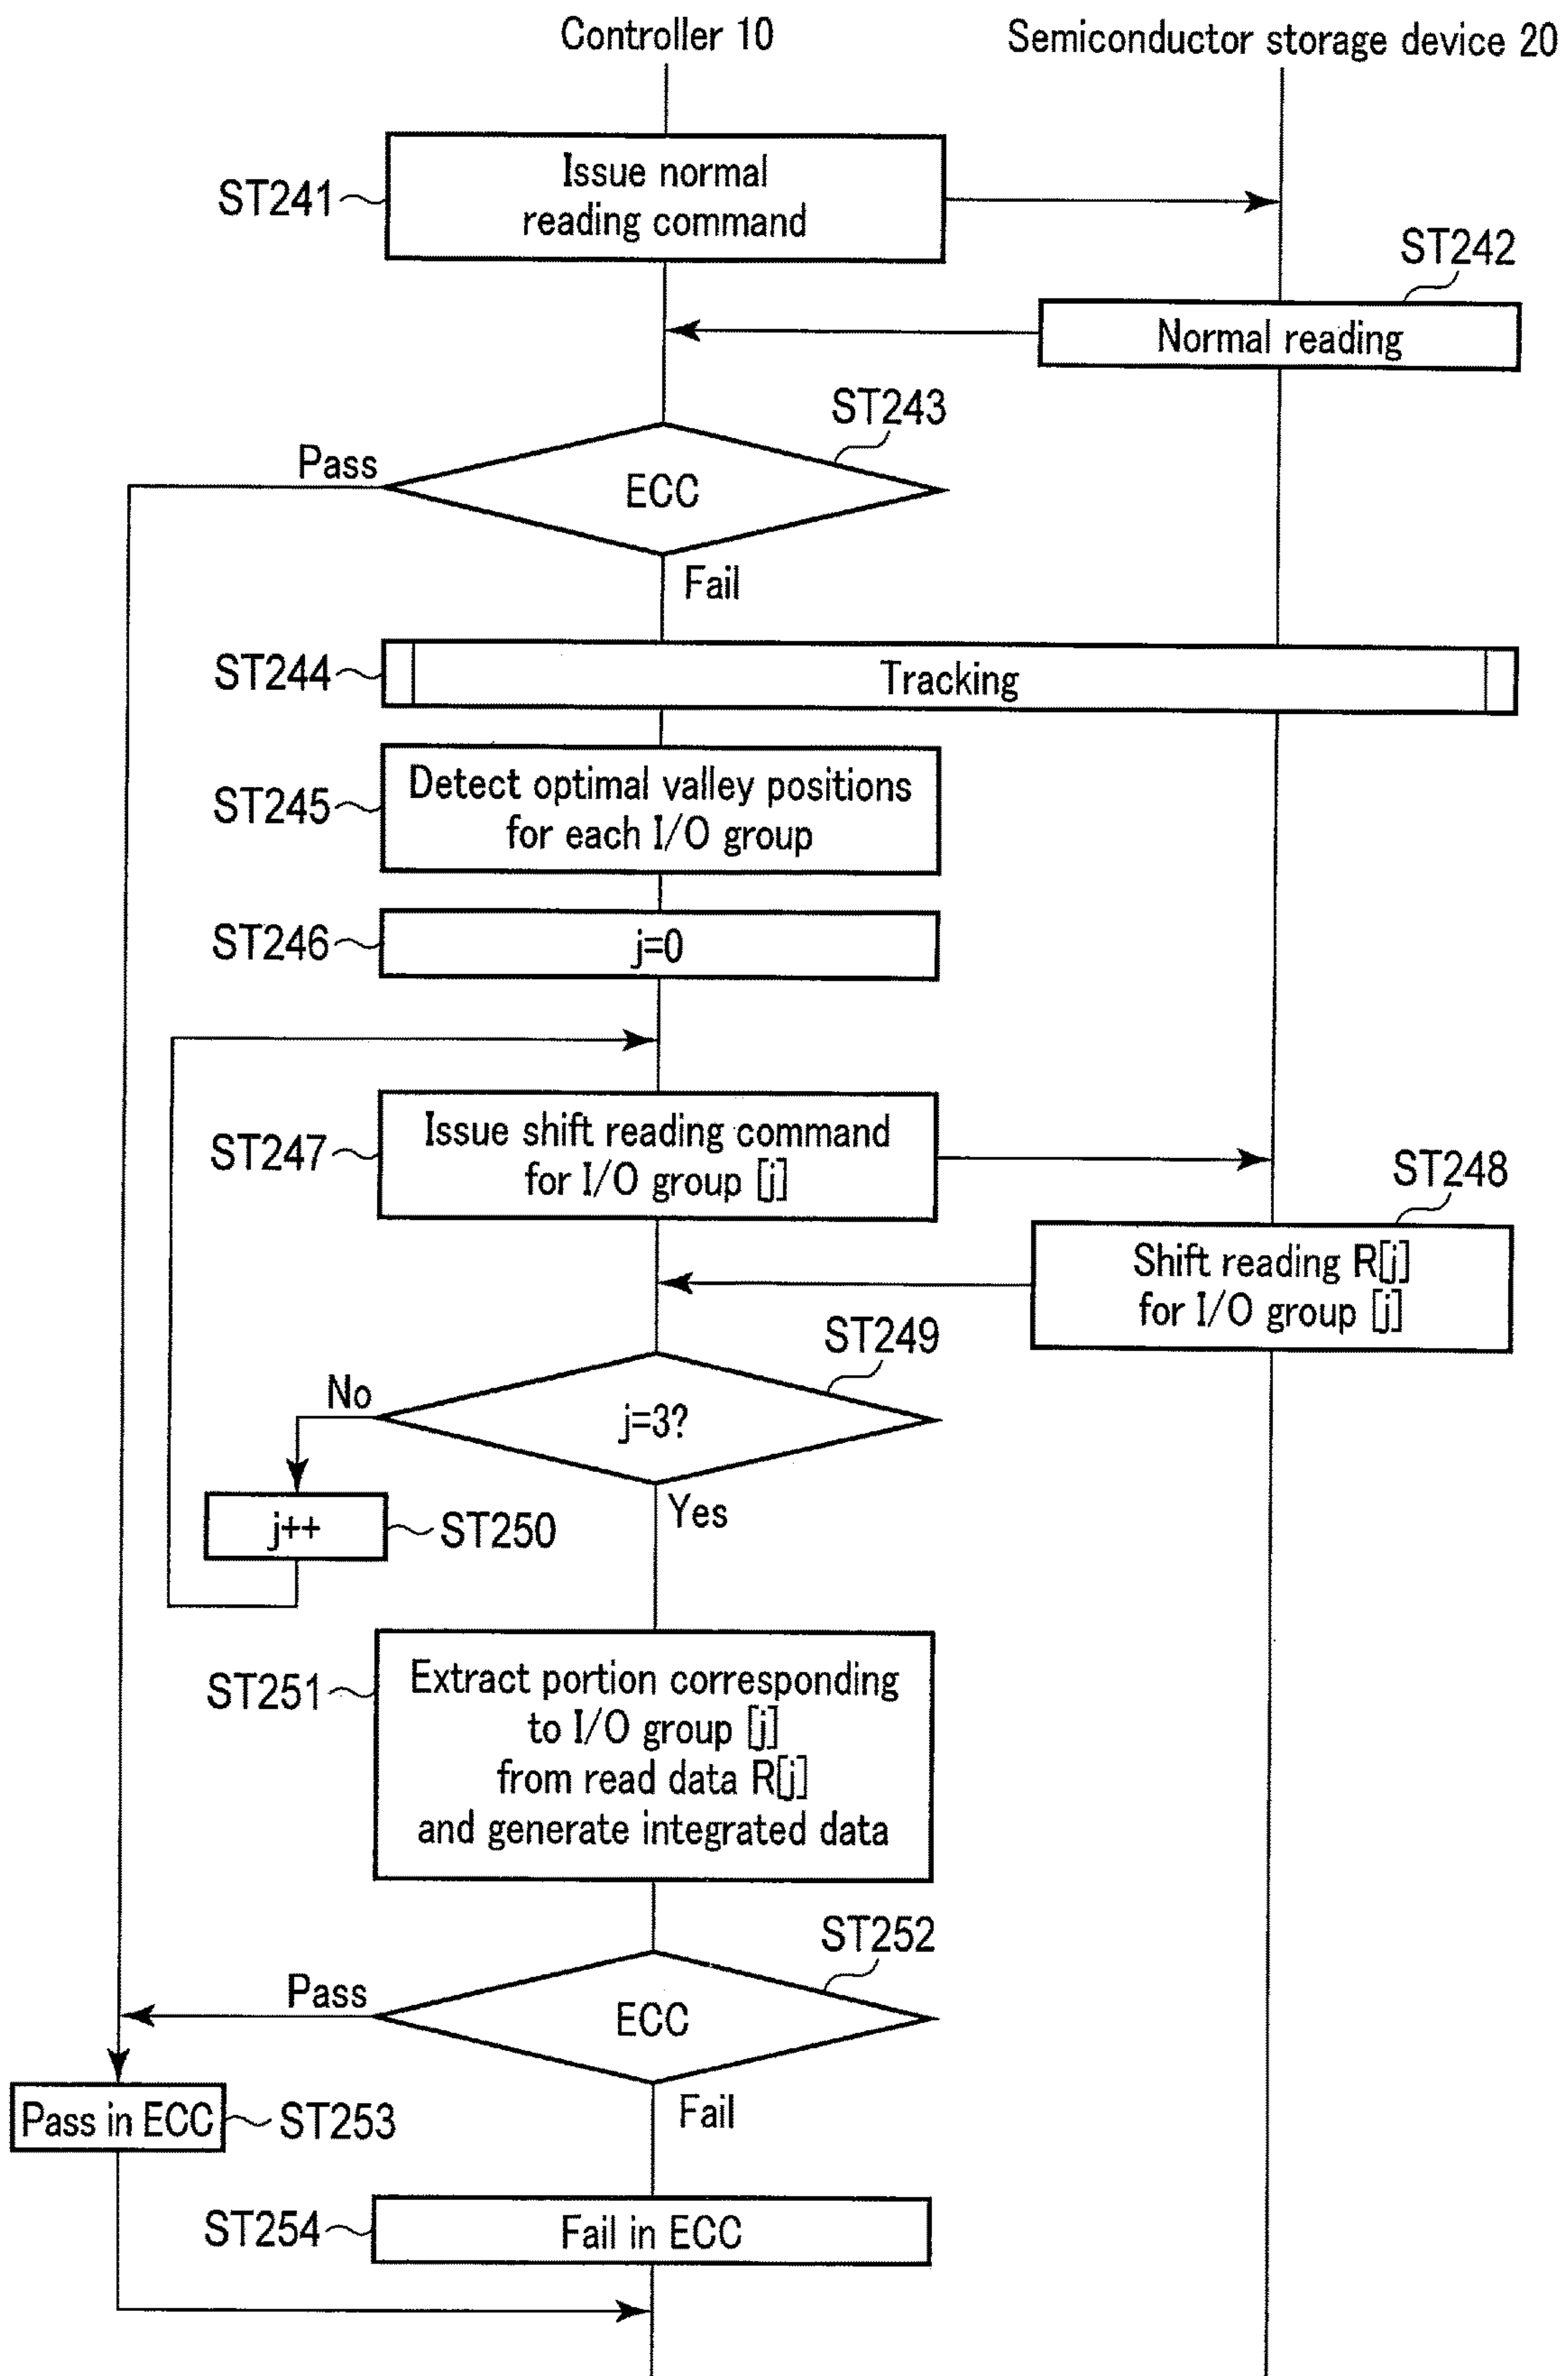 Controller 10
Semiconductor storage device 20
ST241
Issue normal
reading command
ST242
Normal reading
ST243
Pass
ECC
Fail
ST244
Tracking
ST245
Detect optimal valley positions
for each I/O group
ST246
j=0
ST247
Issue shift reading command
for I/O group [j]
ST248
Shift reading R[j]
for I/O group [j]
ST249
No
j=3?
Yes
j++
ST250
ST251
Extract portion corresponding
to I/O group [j]
from read data R[j]
and generate integrated data
ST252
Pass
ECC
Fail
Pass in ECC
ST253
ST254
Fail in ECC